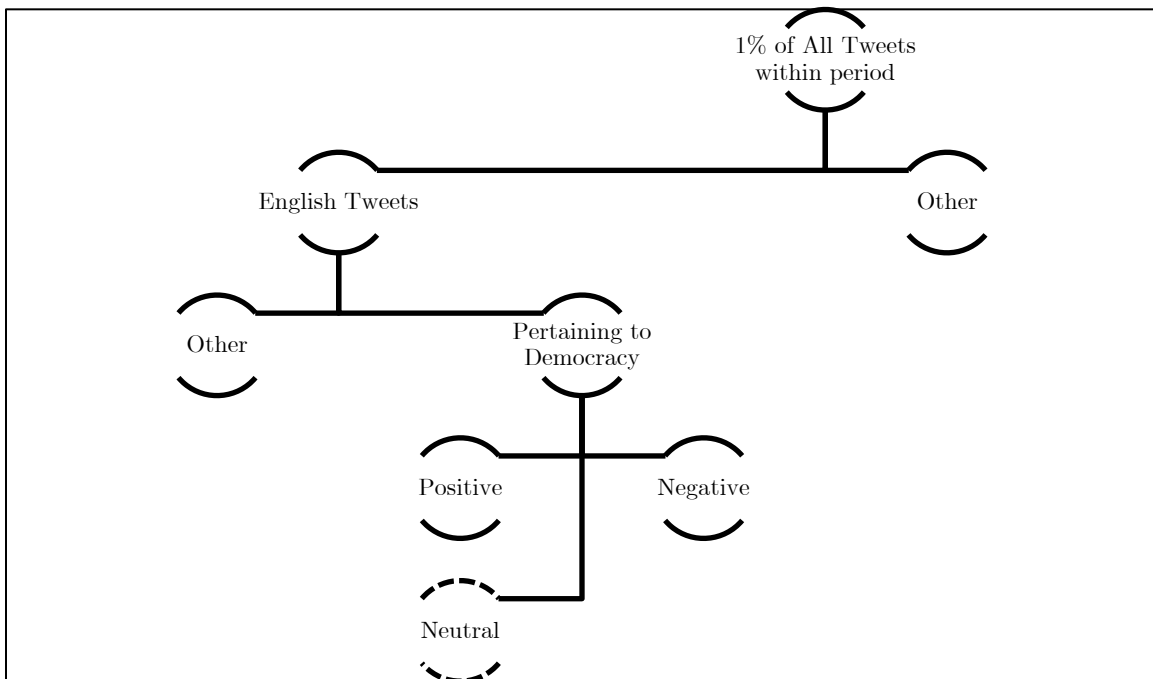 1% of All Tweets
within period
English Tweets
Other
Other
Pertaining to
Democracy
Positive
Negative
Neutral